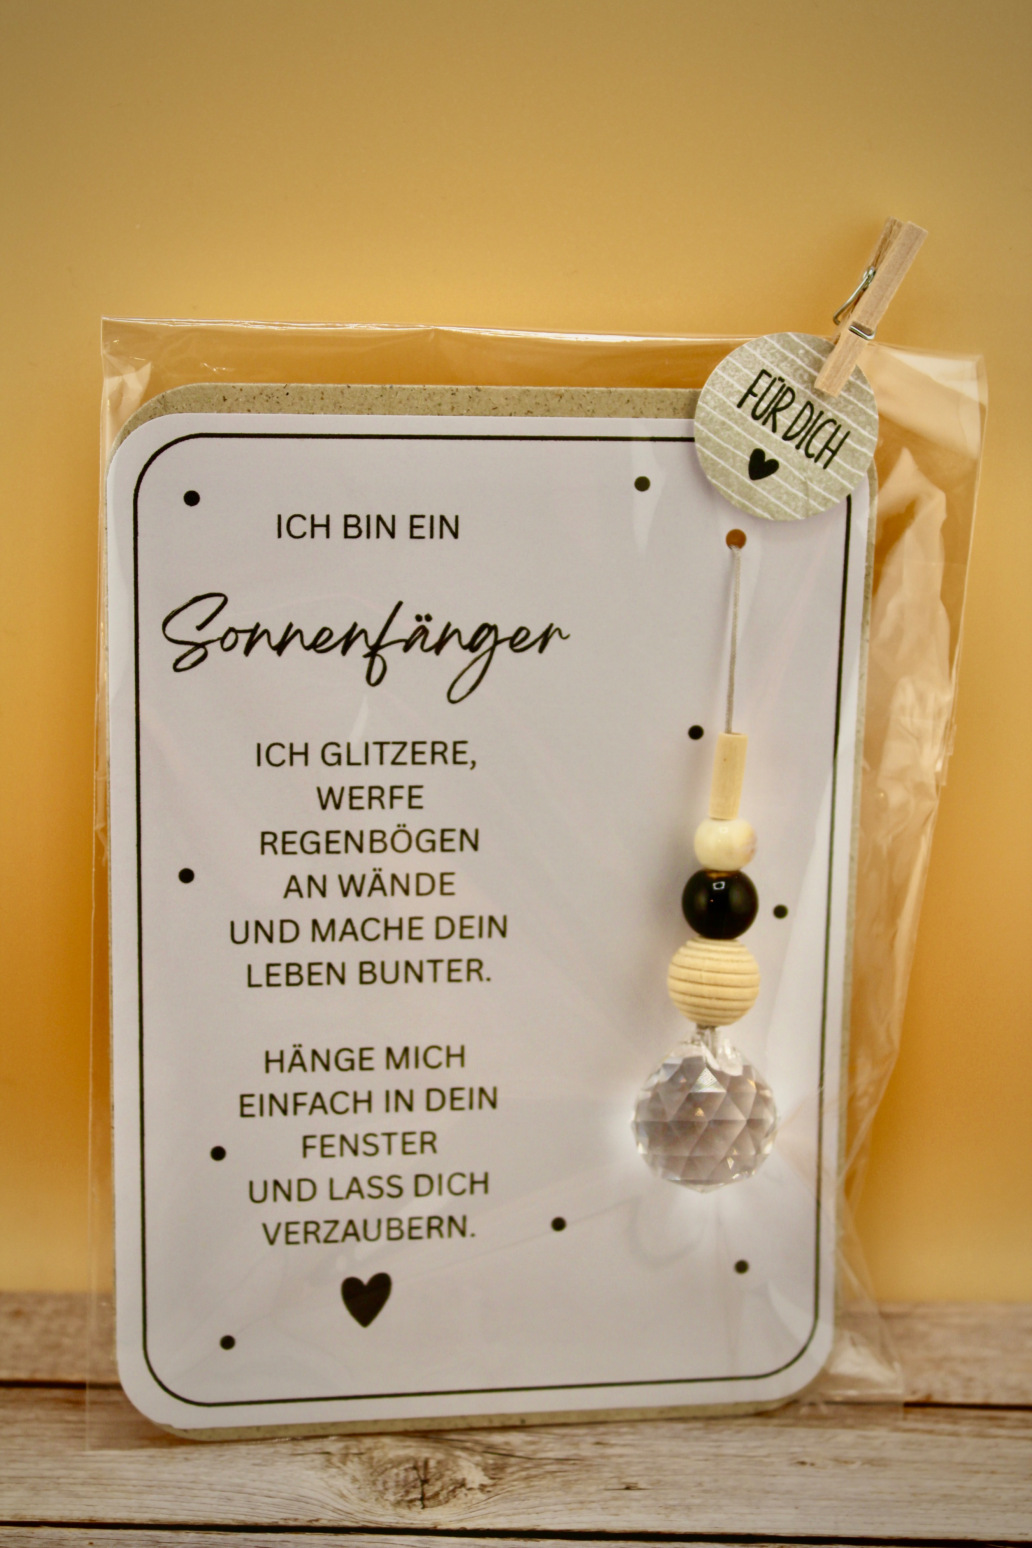 FÜR DICH
ICH BIN EIN
Sonnenfänger
ICH GLITZERE,
WERFE
REGENBÖGEN
AN WÄNDE
UND MACHE DEIN
LEBEN BUNTER.
HÄNGE MICH
EINFACH IN DEIN
FENSTER
UND LASS DICH
VERZAUBERN.